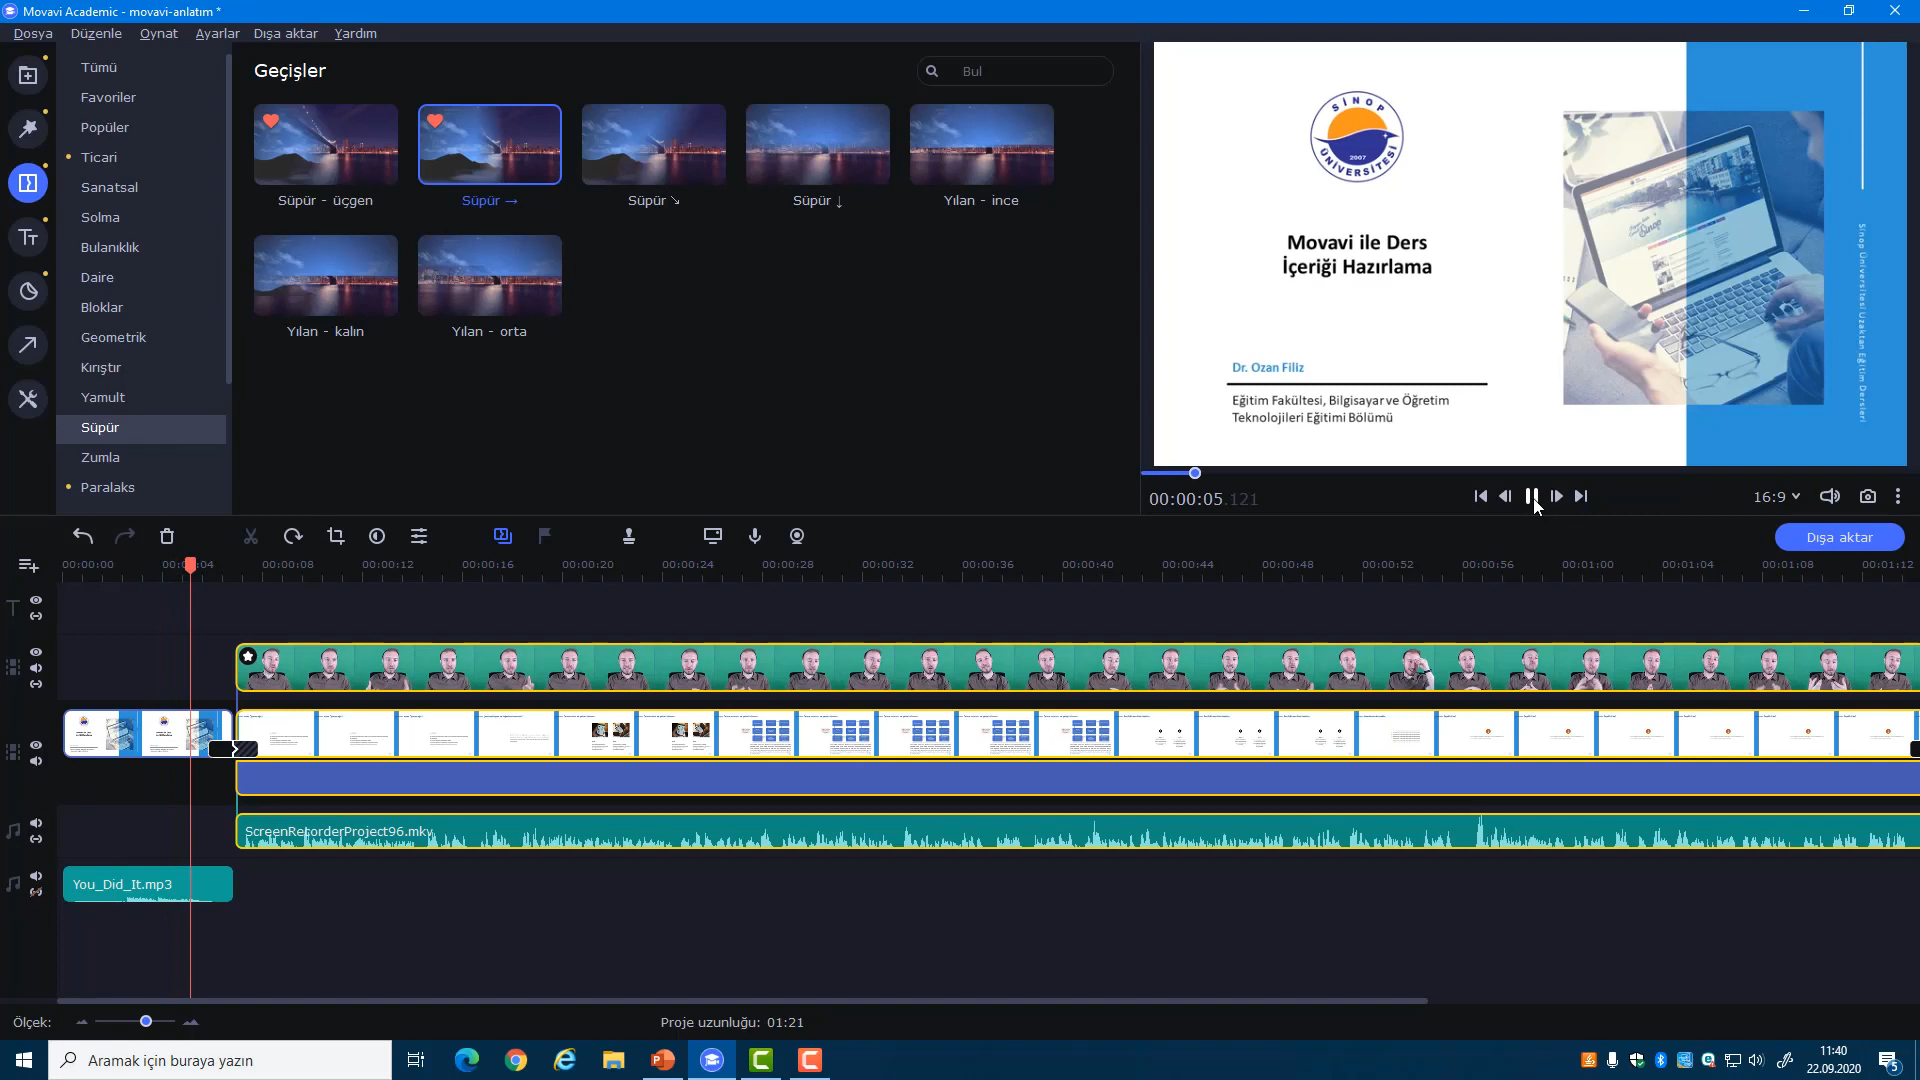 Movavi Academic - movavi-anlatım *
Dosya Düzenle Oynat Ayarlar Dışa aktar Yardım
Tümü
Favoriler
Popüler
Ticari
Sanatsal
Solma
Bulanıklık
Daire
Bloklar
Geometrik
Kırıştır
Yamult
Süpür
Zumla
Paralaks
Geçişler
Bul
Süpür - üçgen
Süpür →
Süpür ↘
Süpür ↓
Yılan - ince
Yılan - kalın
Yılan - orta
SİNOP
ÜNİVERSİTESİ
2007
Movavi ile Ders
İçeriği Hazırlama
Dr. Ozan Filiz
Eğitim Fakültesi, Bilgisayar ve Öğretim
Teknolojileri Eğitimi Bölümü
Sinop Üniversitesi Uzaktan Eğitim Dersleri
00:00:05.121
16:9
Dışa aktar
00:00:00 00:00:04 00:00:08 00:00:12 00:00:16 00:00:20 00:00:24 00:00:28 00:00:32 00:00:36 00:00:40 00:00:44 00:00:48 00:00:52 00:00:56 00:01:00 00:01:04 00:01:08 00:01:12
ScreenRecorderProject96.mkv
You_Did_It.mp3
Ölçek:
Proje uzunluğu: 01:21
Aramak için buraya yazın
11:40
22.09.2020
5